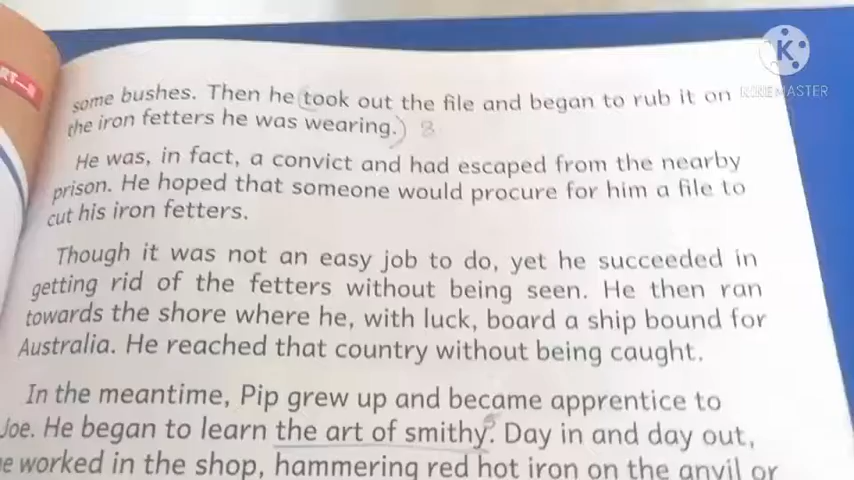 RT-II
K
KINEMASTER
some bushes. Then he took out the file and began to rub it on
the iron fetters he was wearing.) 3
He was, in fact, a convict and had escaped from the nearby
prison. He hoped that someone would procure for him a file to
cut his iron fetters.
Though it was not an easy job to do, yet he succeeded in
getting rid of the fetters without being seen. He then ran
towards the shore where he, with luck, board a ship bound for
Australia. He reached that country without being caught.
In the meantime, Pip grew up and became apprentice to
Joe. He began to learn the art of smithy. Day in and day out,
he worked in the shop, hammering red hot iron on the anvil or